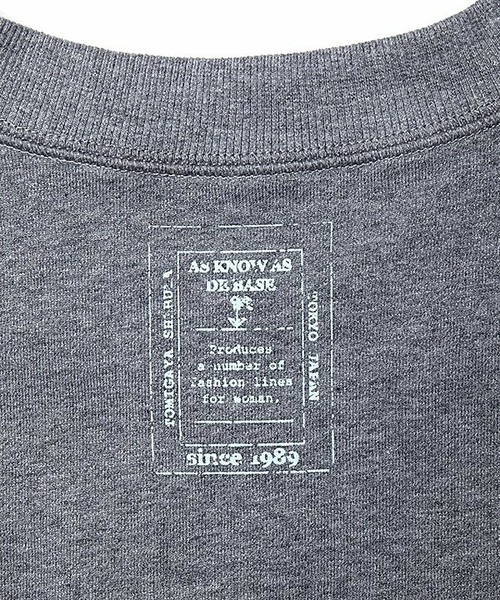 AS KNOW AS
DE BASE
Produces
a number of
fashion lines
for woman.
TOMIGAYA SHIBUYA
TOKYO JAPAN
since 1989